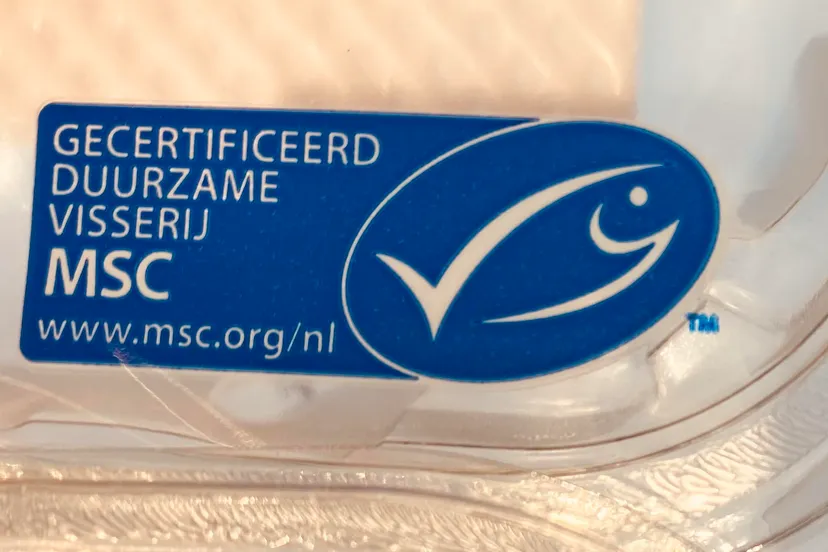 GECERTIFICEERD
DUURZAME
VISSERIJ
MSC
www.msc.org/nl
TM